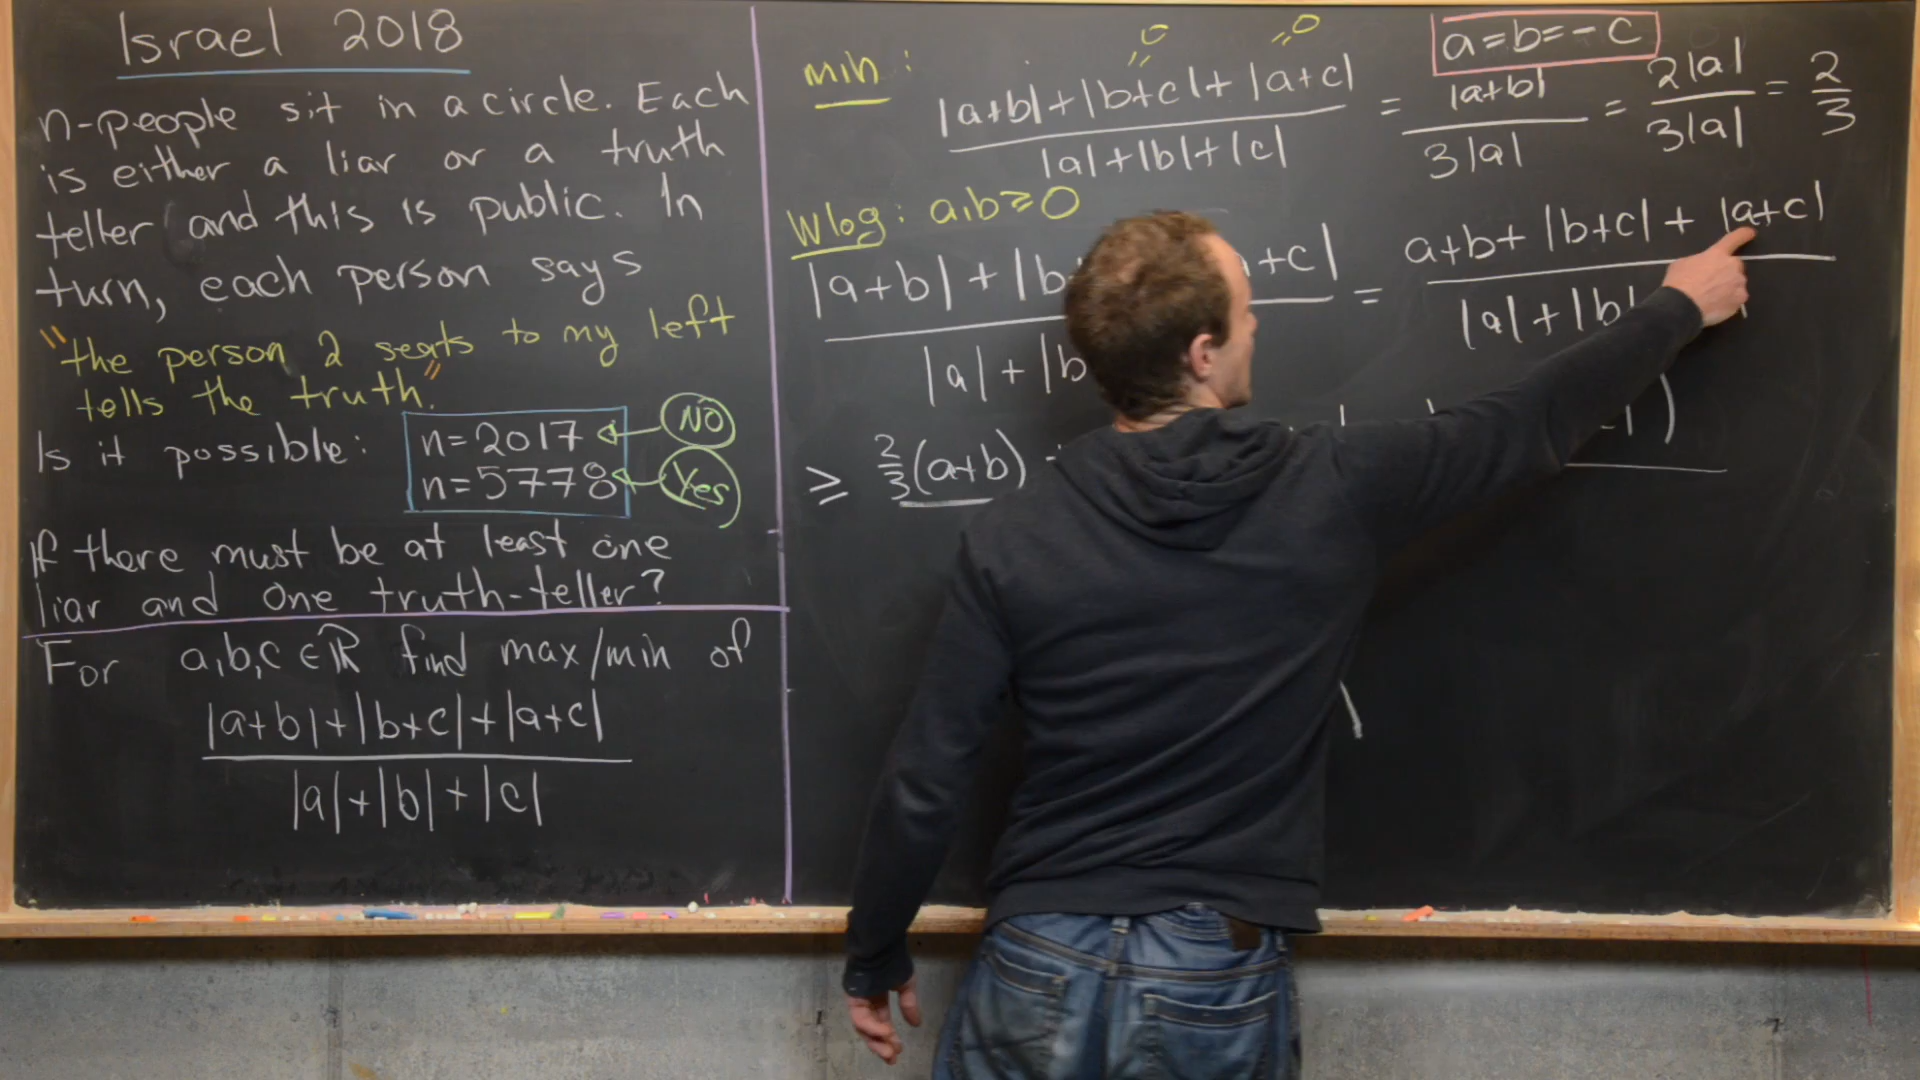 Israel 2018
n-people sit in a circle. Each
is either a liar or a truth
teller and this is public. In
turn, each person says
"the person 2 seats to my left
tells the truth."
Is it possible:
n=2017 ← NO
n=5778 ← Yes
If there must be at least one
liar and one truth-teller?
For a,b,c ∈ ℝ find max/min of
|a+b|+|b+c|+|a+c|
|a|+|b|+|c|
min:
=0 =0
a=b=-c
|a+b|+|b+c|+|a+c| / |a|+|b|+|c| = |a+b| / 3|a| = 2|a| / 3|a| = 2/3
Wlog: a,b≥0
|a+b| + |b +c| = a+b+ |b+c| + |a+c|
|a| + |b |a|+|b|
≥ 2/3(a+b)